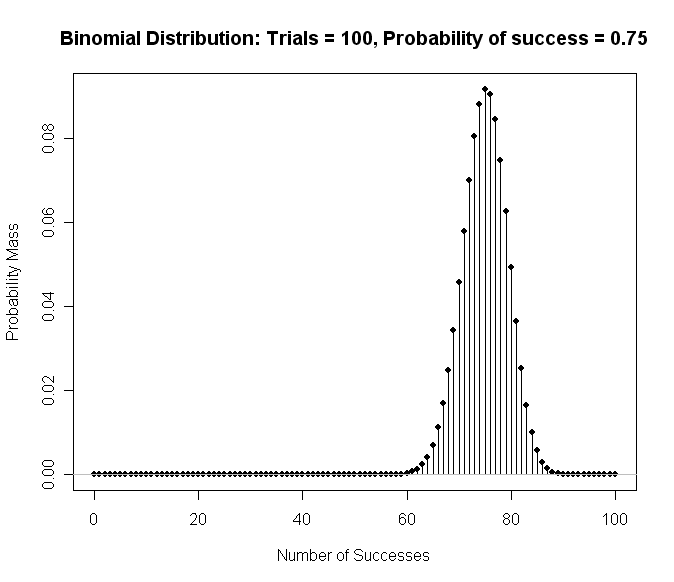 Binomial Distribution: Trials = 100, Probability of success = 0.75
Probability Mass
0.08
0.06
0.04
0.02
0.00
0 20 40 60 80 100
Number of Successes